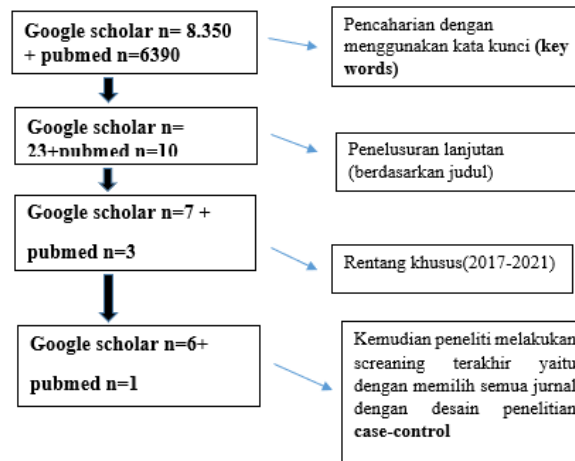 Google scholar n= 8.350
+ pubmed n=6390
Pencaharian dengan
menggunakan kata kunci (key
words)
Google scholar n=
23+pubmed n=10
Penelusuran lanjutan
(berdasarkan judul)
Google scholar n=7 +
pubmed n=3
Rentang khusus(2017-2021)
Google scholar n=6+
pubmed n=1
Kemudian peneliti melakukan
screaning terakhir yaitu
dengan memilih semua jurnal
dengan desain penelitian
case-control